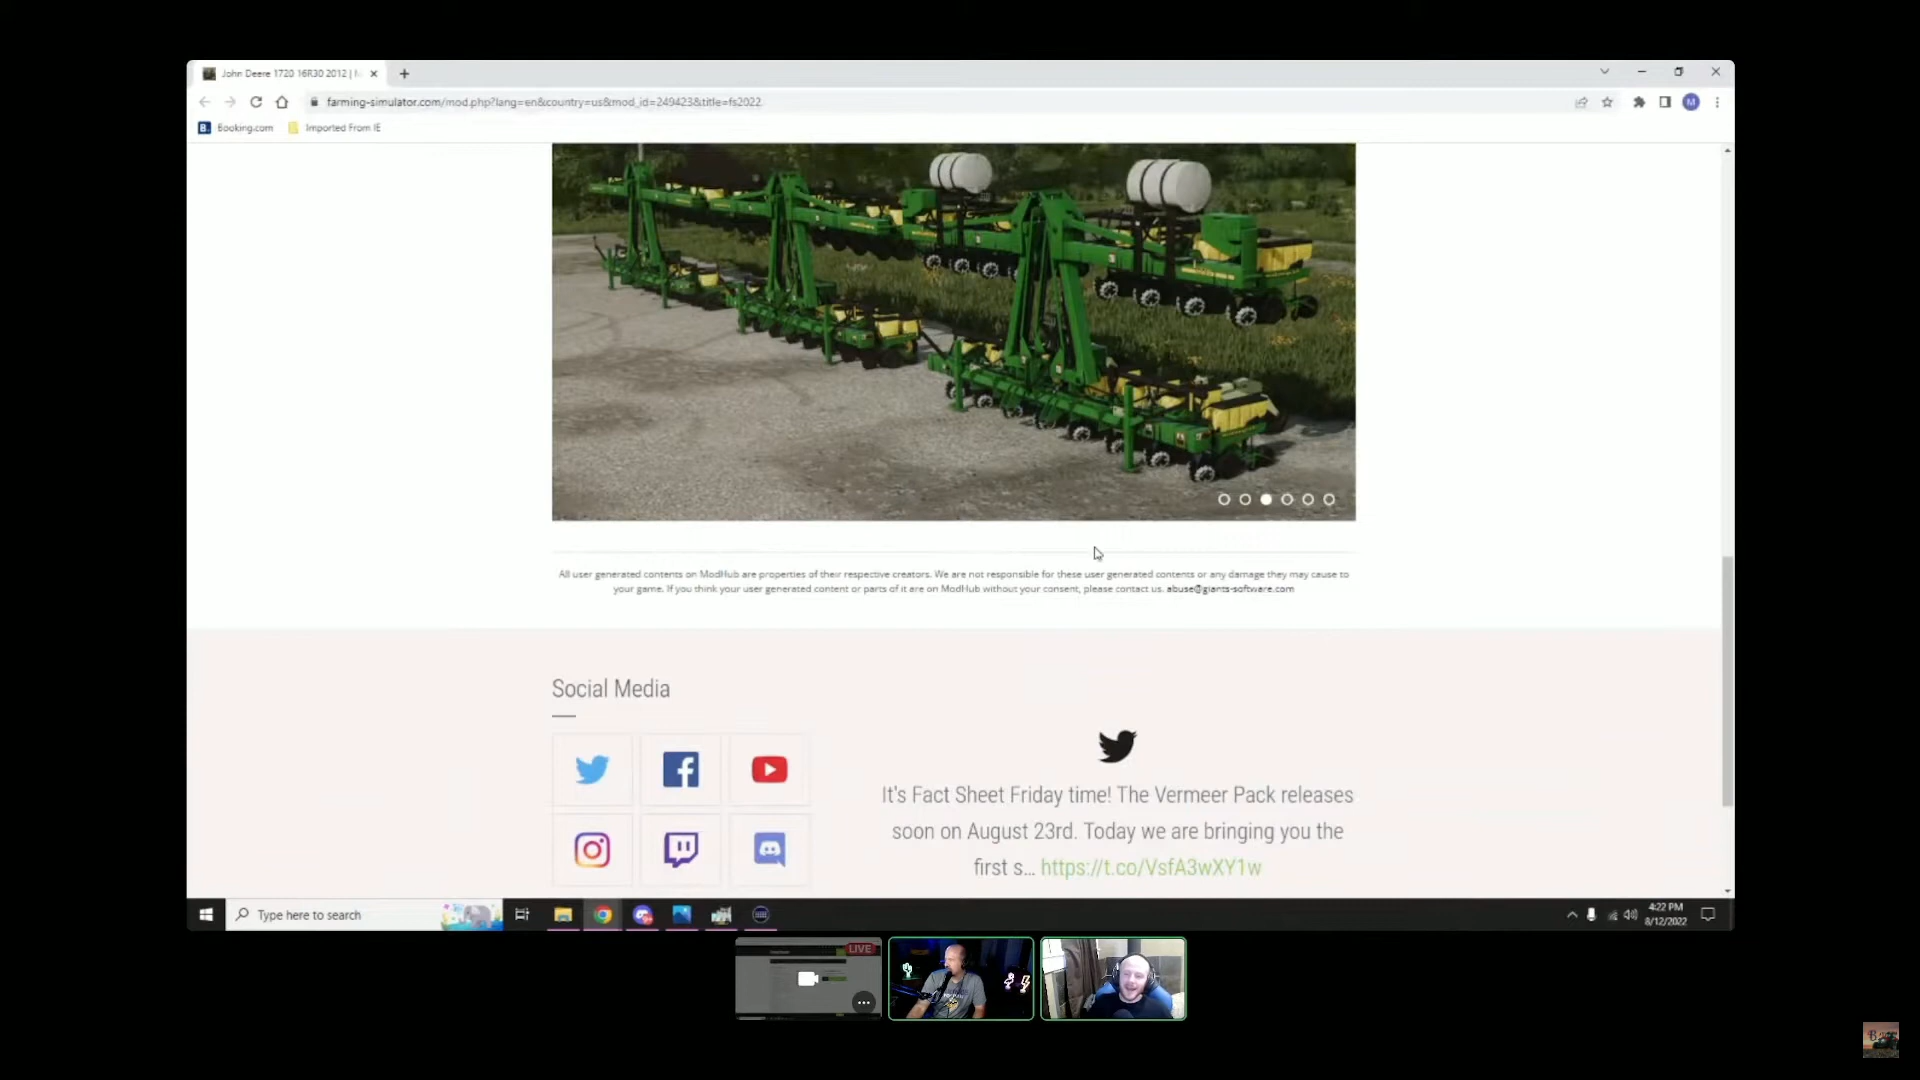 John Deere 1720 16R30 2012 |
farming-simulator.com/mod.php?lang=en&country=us&mod_id=249423&title=fs2022
M
B. Booking.com Imported From IE
All user generated contents on ModHub are properties of their respective creators. We are not responsible for these user generated contents or any damage they may cause to
your game. If you think your user generated content or parts of it are on ModHub without your consent, please contact us. abuse@giants-software.com
Social Media
It's Fact Sheet Friday time! The Vermeer Pack releases
soon on August 23rd. Today we are bringing you the
first s... https://t.co/VsfA3wXY1w
Type here to search
4:22 PM
8/12/2022
LIVE